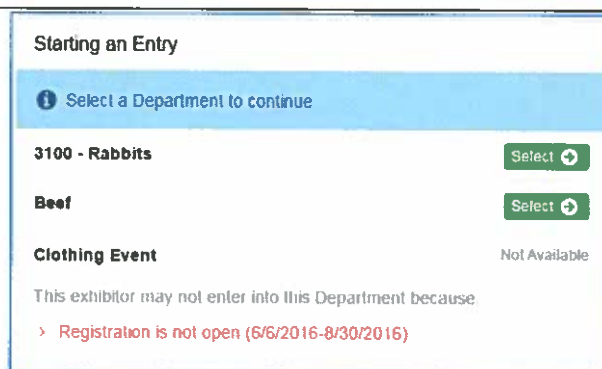 Starting an Entry
Select a Department to continue
3100 - Rabbits
Select
Beef
Select
Clothing Event
Not Available
This exhibitor may not enter into this Department because
> Registration is not open (6/6/2016-8/30/2016)